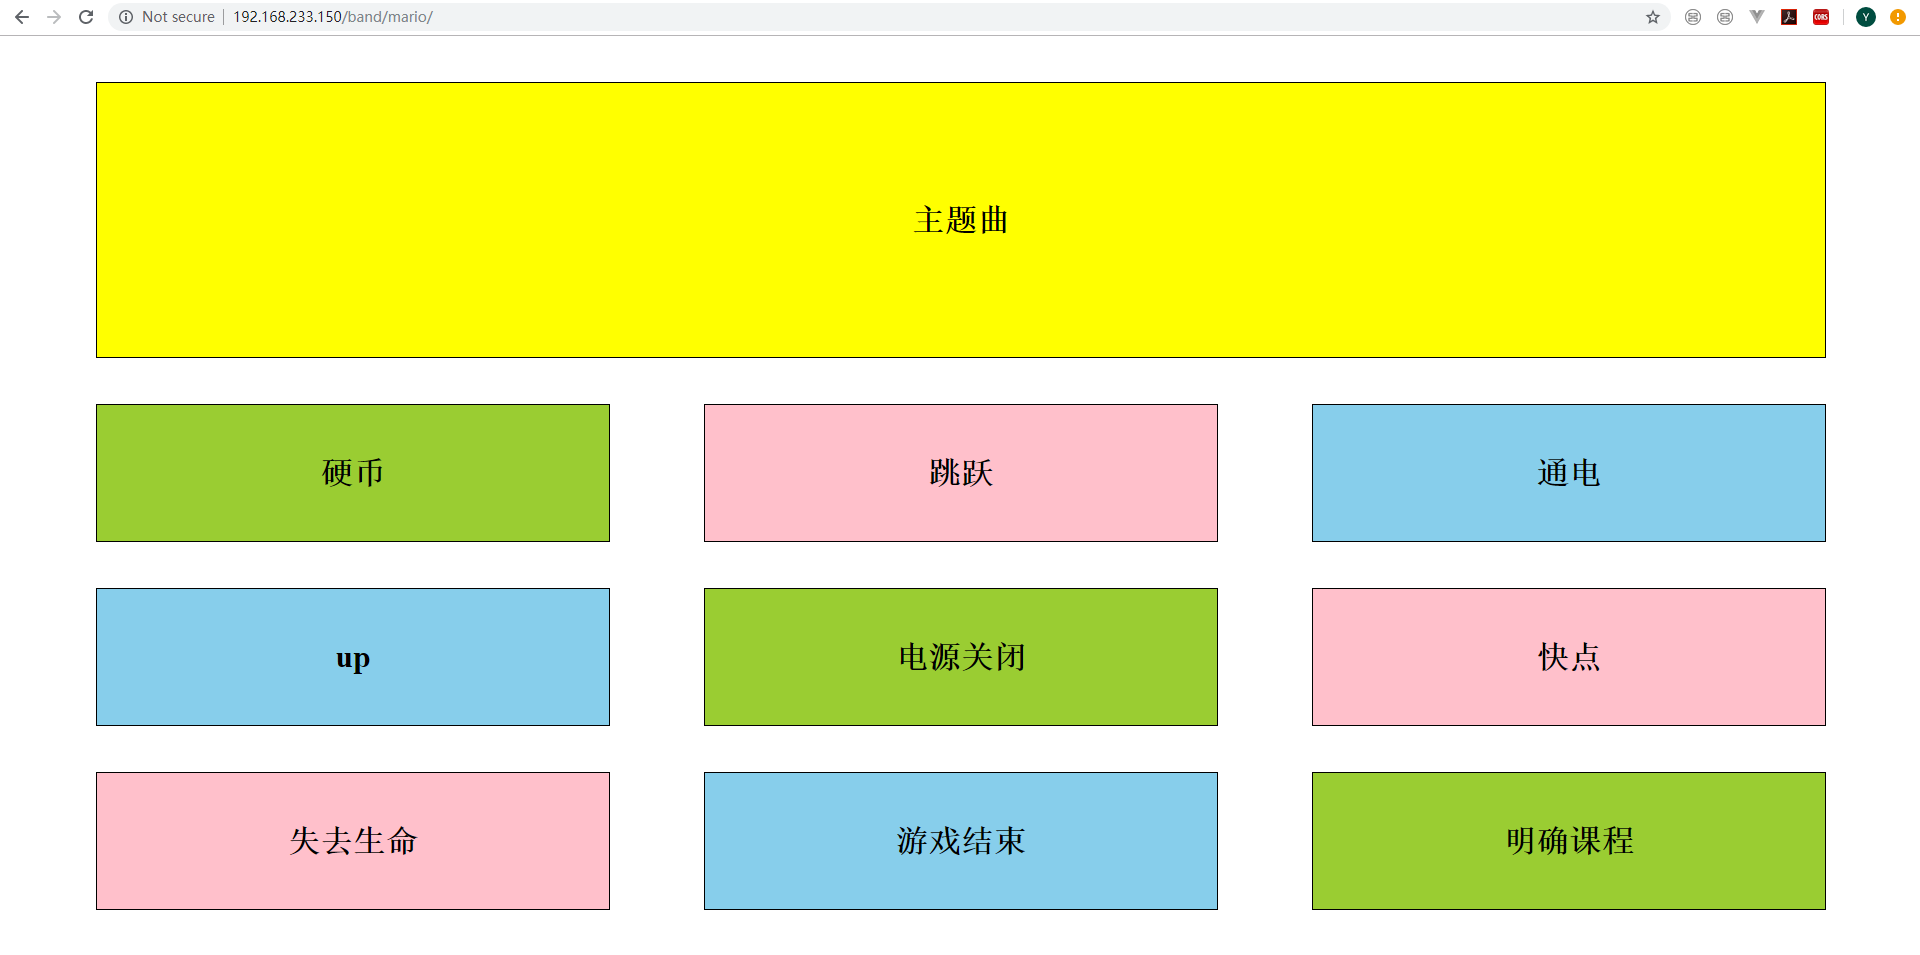 Not secure | 192.168.233.150/band/mario/
CORS
Y
主题曲
硬币
跳跃
通电
up
电源关闭
快点
失去生命
游戏结束
明确课程